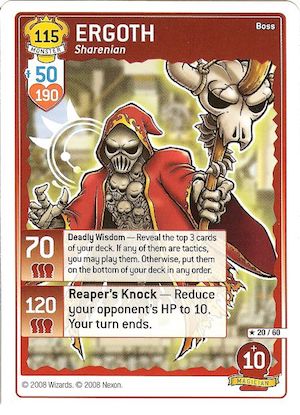 115
MONSTER
ERGOTH
Boss
Sharenian
50
190
70
Deadly Wisdom — Reveal the top 3 cards
of your deck. If any of them are tactics,
you may play them. Otherwise, put them
on the bottom of your deck in any order.
120
Reaper's Knock — Reduce
your opponent's HP to 10.
Your turn ends.
★ 20 / 60
+
10
MAGICIAN
© 2008 Wizards. © 2008 Nexon.